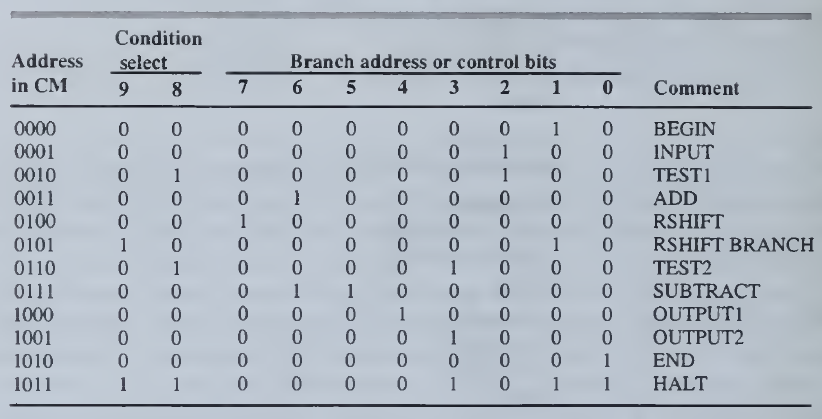 Condition
Address select Branch address or control bits
in CM 9 8 7 6 5 4 3 2 1 0 Comment
0000 0 0 0 0 0 0 0 0 1 0 BEGIN
0001 0 0 0 0 0 0 0 1 0 0 INPUT
0010 0 1 0 0 0 0 0 1 0 0 TEST1
0011 0 0 0 1 0 0 0 0 0 0 ADD
0100 0 0 1 0 0 0 0 0 0 0 RSHIFT
0101 1 0 0 0 0 0 0 0 1 0 RSHIFT BRANCH
0110 0 1 0 0 0 0 1 0 0 0 TEST2
0111 0 0 0 1 1 0 0 0 0 0 SUBTRACT
1000 0 0 0 0 0 1 0 0 0 0 OUTPUT1
1001 0 0 0 0 0 0 1 0 0 0 OUTPUT2
1010 0 0 0 0 0 0 0 0 0 1 END
1011 1 1 0 0 0 0 1 0 1 1 HALT